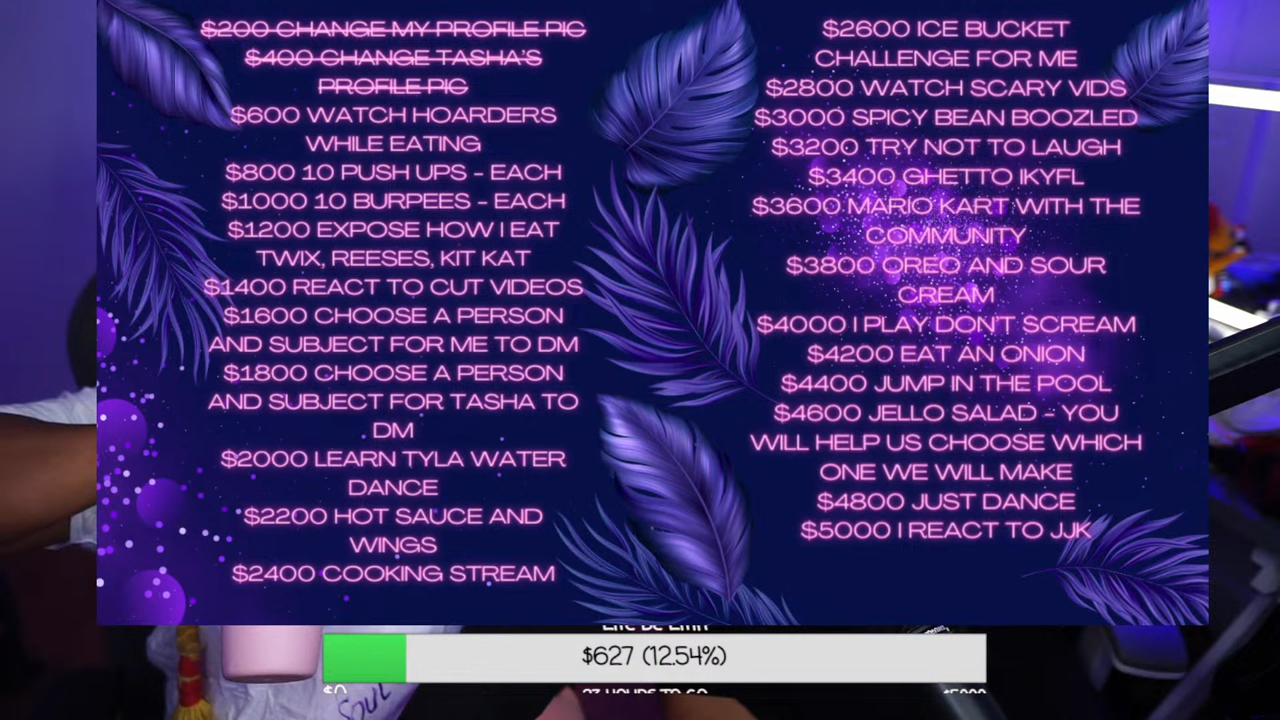 $200 CHANGE MY PROFILE PIC
$400 CHANGE TASHA'S
PROFILE PIC
$600 WATCH HOARDERS
WHILE EATING
$800 10 PUSH UPS - EACH
$1000 10 BURPEES - EACH
$1200 EXPOSE HOW I EAT
TWIX, REESES, KIT KAT
$1400 REACT TO CUT VIDEOS
$1600 CHOOSE A PERSON
AND SUBJECT FOR ME TO DM
$1800 CHOOSE A PERSON
AND SUBJECT FOR TASHA TO
DM
$2000 LEARN TYLA WATER
DANCE
$2200 HOT SAUCE AND
WINGS
$2400 COOKING STREAM
$2600 ICE BUCKET
CHALLENGE FOR ME
$2800 WATCH SCARY VIDS
$3000 SPICY BEAN BOOZLED
$3200 TRY NOT TO LAUGH
$3400 GHETTO IKYFL
$3600 MARIO KART WITH THE
COMMUNITY
$3800 OREO AND SOUR
CREAM
$4000 I PLAY DON'T SCREAM
$4200 EAT AN ONION
$4400 JUMP IN THE POOL
$4600 JELLO SALAD - YOU
WILL HELP US CHOOSE WHICH
ONE WE WILL MAKE
$4800 JUST DANCE
$5000 I REACT TO JJK
$627 (12.54%)
$0 23 HOURS TO GO $5000
SOUL